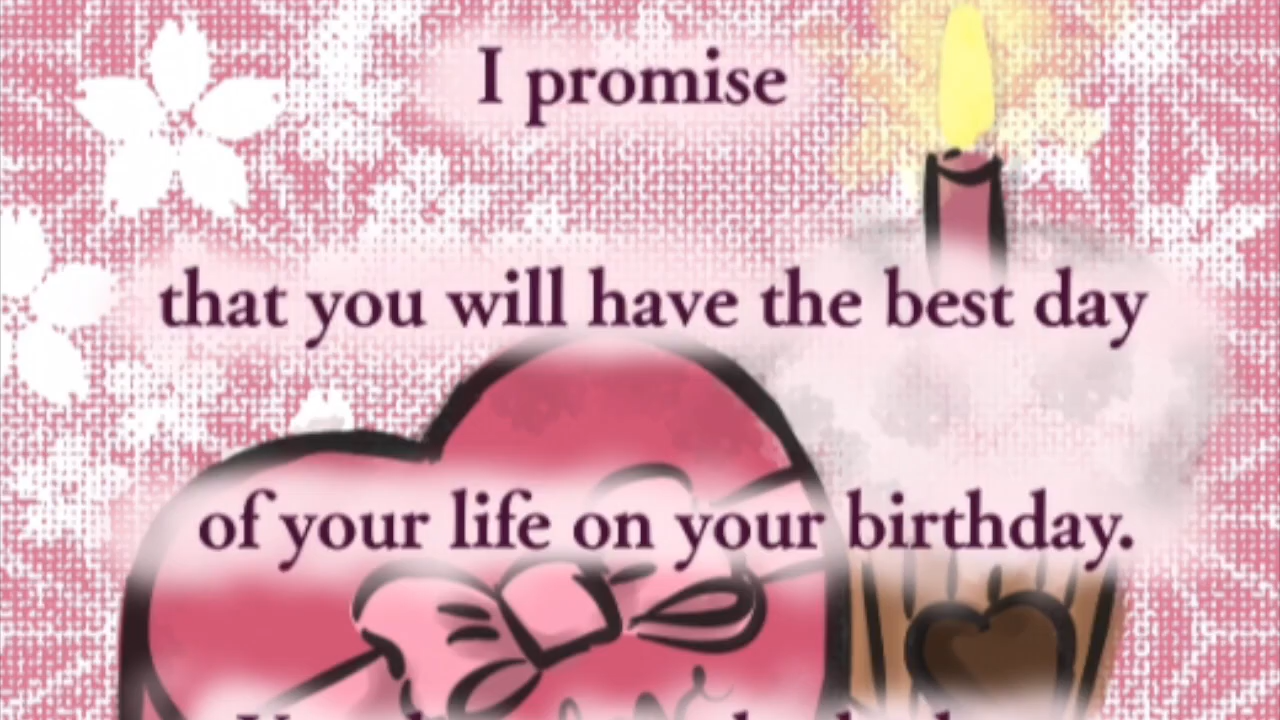 I promise
that you will have the best day
of your life on your birthday.